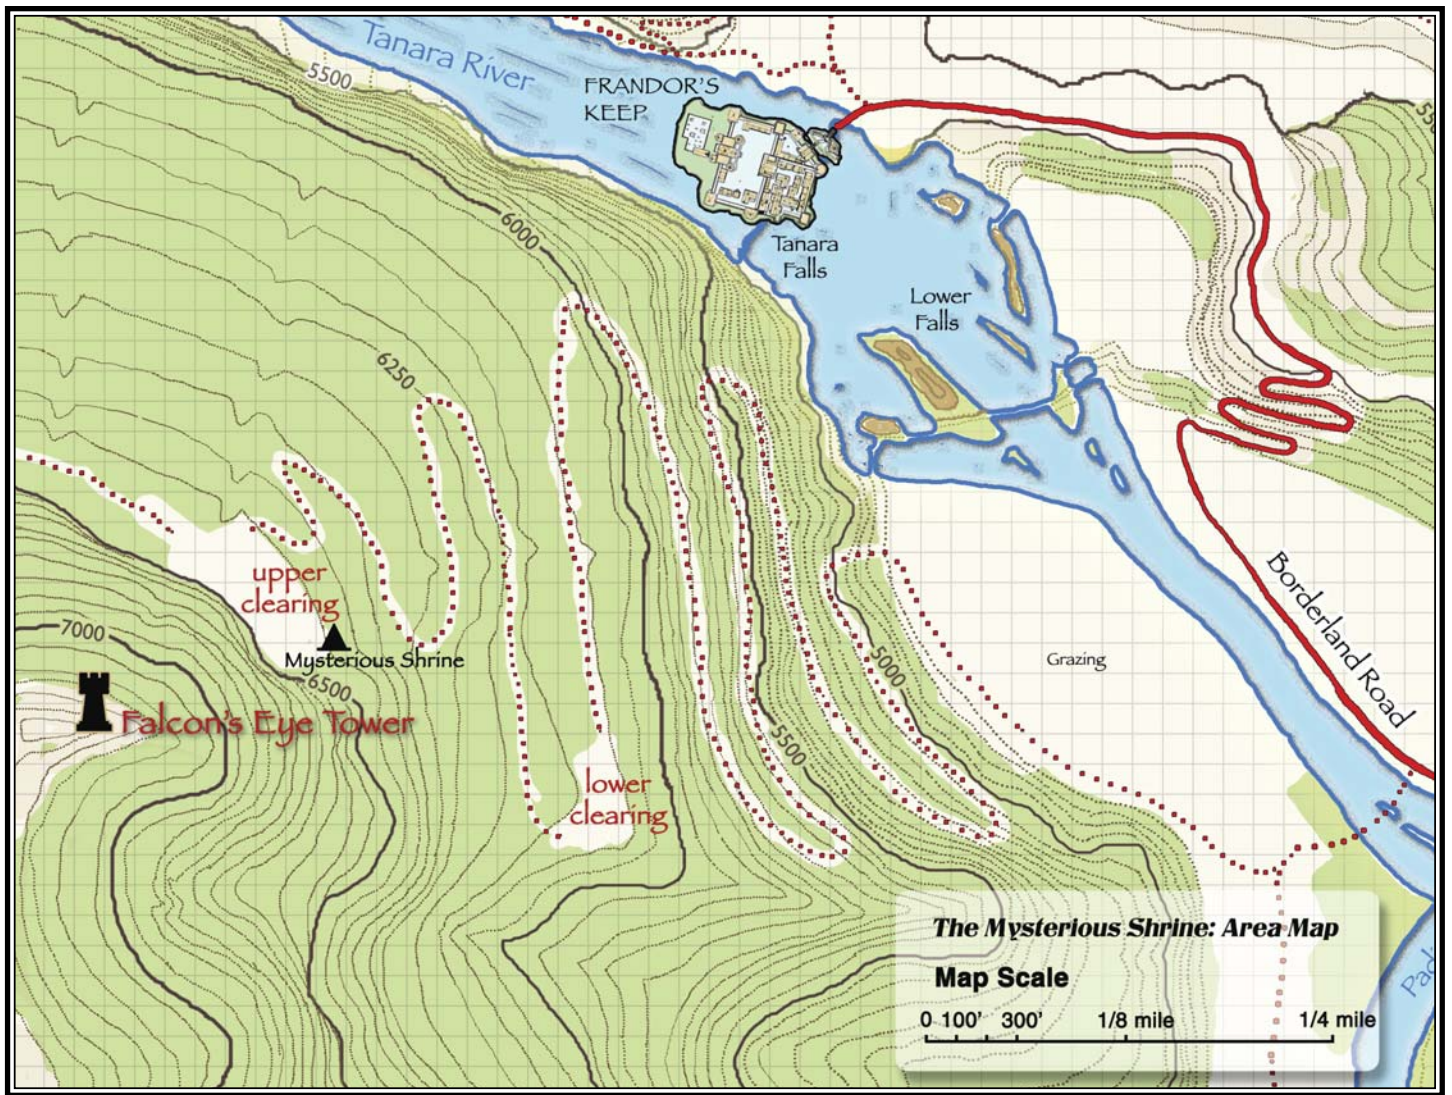 Tanara River
5500
FRANDOR'S
KEEP
6000
Tanara
Falls
Lower
Falls
6250
upper
clearing
Mysterious Shrine
6500
7000
Falcon's Eye Tower
lower
clearing
5500
5000
Grazing
Borderland Road
The Mysterious Shrine: Area Map
Map Scale
0 100' 300' 1/8 mile 1/4 mile